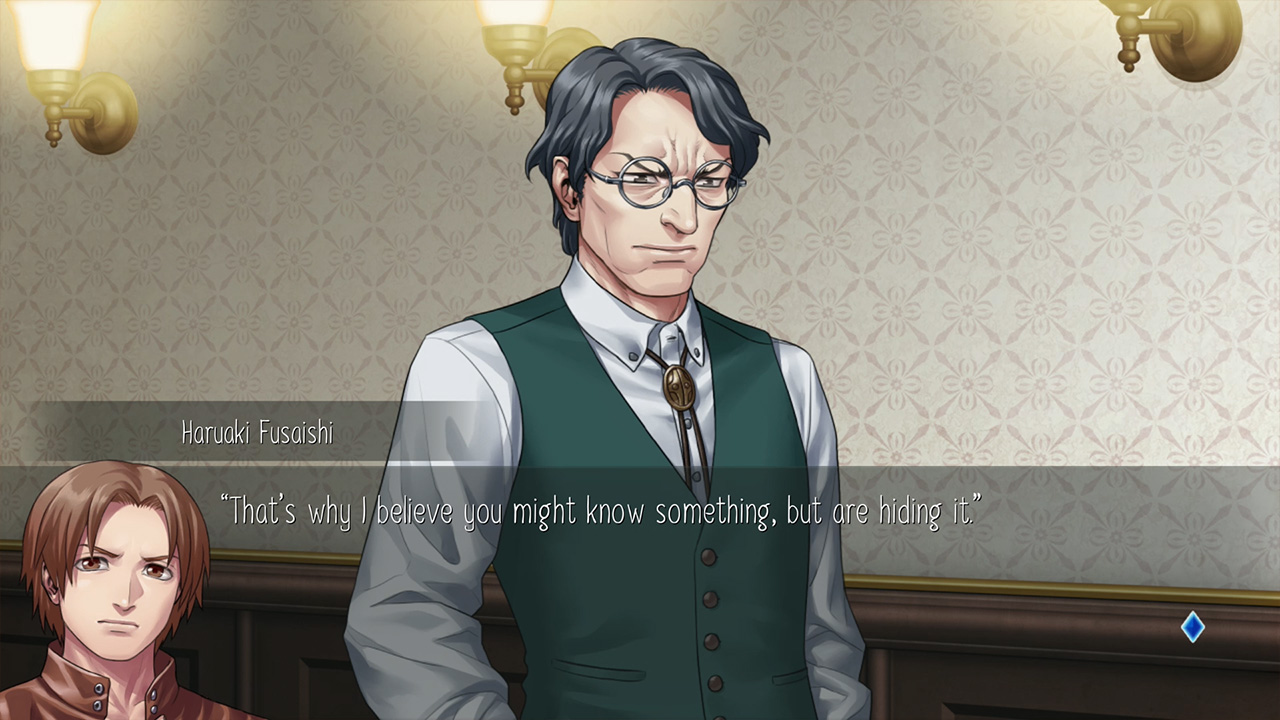 Haruaki Fusaishi
“That’s why I believe you might know something, but are hiding it.”